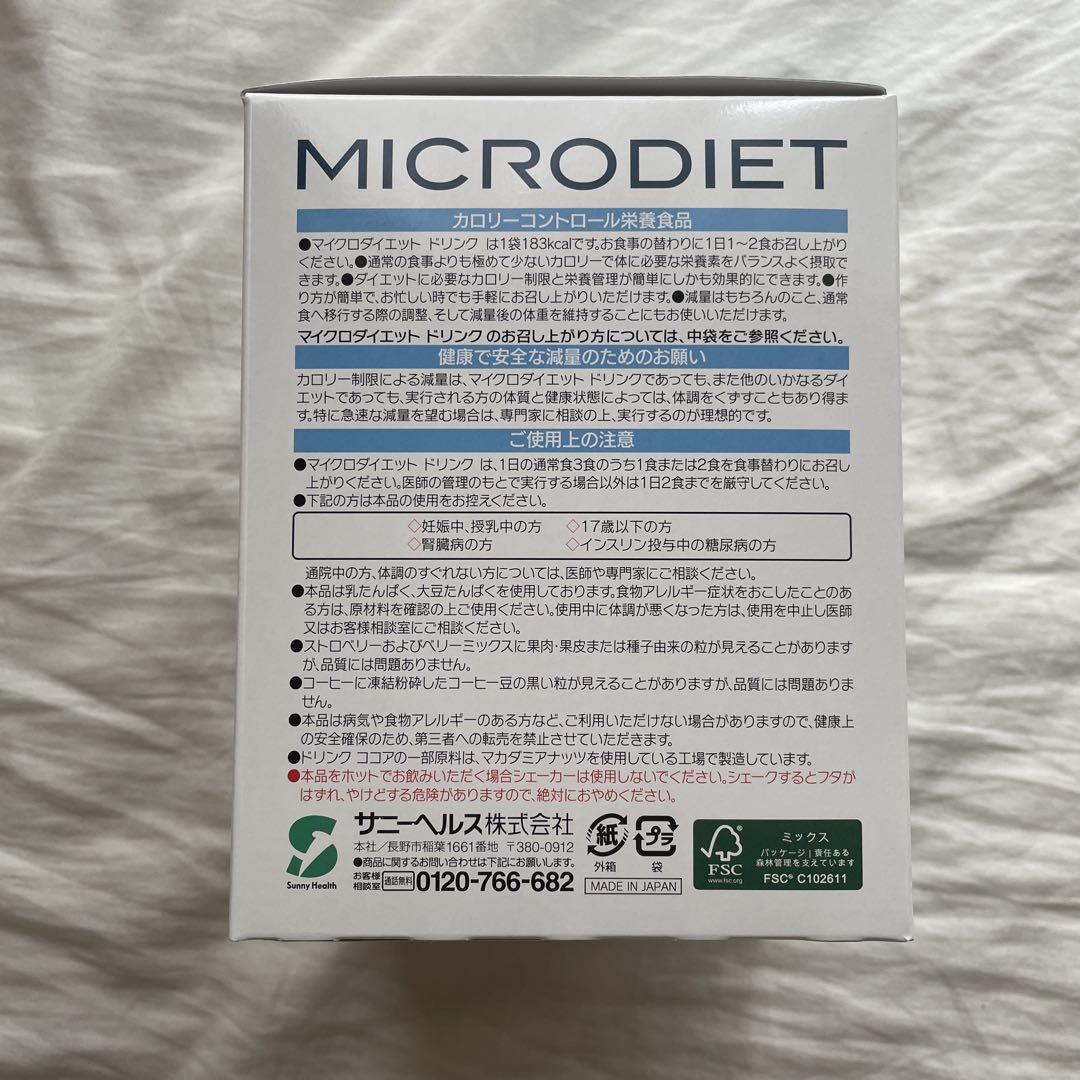 MICRODIET
カロリーコントロール栄養食品
●マイクロダイエット ドリンク は1袋183kcalです。お食事の替わりに1日1〜2食お召し上がり
ください。●通常の食事よりも極めて少ないカロリーで体に必要な栄養素をバランスよく摂取で
きます。●ダイエットに必要なカロリー制限と栄養管理が簡単にしかも効果的にできます。●作
り方が簡単で、お忙しい時でも手軽にお召し上がりいただけます。●減量はもちろんのこと、通常
食へ移行する際の調整、そして減量後の体重を維持することにもお使いいただけます。
マイクロダイエット ドリンク のお召し上がり方については、中袋をご参照ください。
健康で安全な減量のためのお願い
カロリー制限による減量は、マイクロダイエット ドリンクであっても、また他のいかなるダイ
エットであっても、実行される方の体質と健康状態によっては、体調をくずすこともあり得ま
す。特に急速な減量を望む場合は、専門家に相談の上、実行するのが理想的です。
ご使用上の注意
●マイクロダイエット ドリンク は、1日の通常食3食のうち1食または2食を食事替わりにお召し
上がりください。医師の管理のもとで実行する場合以外は1日2食までを厳守してください。
●下記の方は本品の使用をお控えください。
◇妊娠中、授乳中の方 ◇17歳以下の方
◇腎臓病の方 ◇インスリン投与中の糖尿病の方
通院中の方、体調のすぐれない方については、医師や専門家にご相談ください。
●本品は乳たんぱく、大豆たんぱくを使用しております。食物アレルギー症状をおこしたことのあ
る方は、原材料を確認の上ご使用ください。使用中に体調が悪くなった方は、使用を中止し医師
又はお客様相談室にご相談ください。
●ストロベリーおよびベリーミックスに果肉・果皮または種子由来の粒が見えることがあります
が、品質には問題ありません。
●コーヒーに凍結粉砕したコーヒー豆の黒い粒が見えることがありますが、品質には問題ありま
せん。
●本品は病気や食物アレルギーのある方など、ご利用いただけない場合がありますので、健康上
の安全確保のため、第三者への転売を禁止させていただきます。
●ドリンク ココアの一部原料は、マカダミアナッツを使用している工場で製造しています。
●本品をホットでお飲みいただく場合シェーカーは使用しないでください。シェークするとフタが
はずれ、やけどする危険がありますので、絶対におやめください。
Sunny Health
サニーヘルス株式会社
本社/長野市稲葉1661番地 〒380-0912
●商品に関するお問い合わせは下記にお願いします。
お客様
相談室 通話無料 0120-766-682
紙 プラ
外箱 袋
MADE IN JAPAN
FSC
www.fsc.org
ミックス
パッケージ|責任ある
森林管理を支えています
FSC® C102611